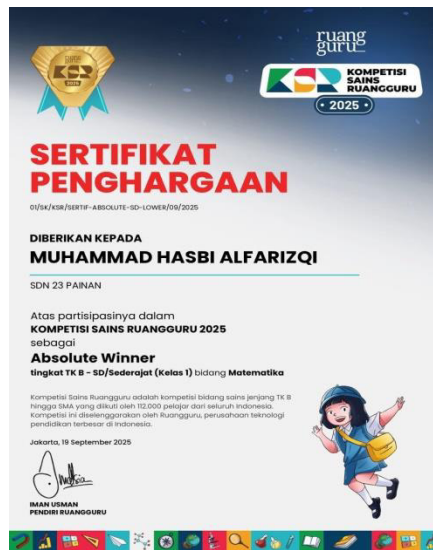 KSR
2025
ruang
guru
KOMPETISI
SAINS
RUANGGURU
2025
SERTIFIKAT
PENGHARGAAN
01/SK/KSR/SERTIF-ABSOLUTE-SD-LOWER/09/2025
DIBERIKAN KEPADA
MUHAMMAD HASBI ALFARIZQI
SDN 23 PAINAN
Atas partisipasinya dalam
KOMPETISI SAINS RUANGGURU 2025
sebagai
Absolute Winner
tingkat TK B - SD/Sederajat (Kelas 1) bidang Matematika
Kompetisi Sains Ruangguru adalah kompetisi bidang sains jenjang TK B
hingga SMA yang diikuti oleh 112.000 pelajar dari seluruh Indonesia.
Kompetisi ini diselenggarakan oleh Ruangguru, perusahaan teknologi
pendidikan terbesar di Indonesia.
Jakarta, 19 September 2025
IMAN USMAN
PENDIRI RUANGGURU